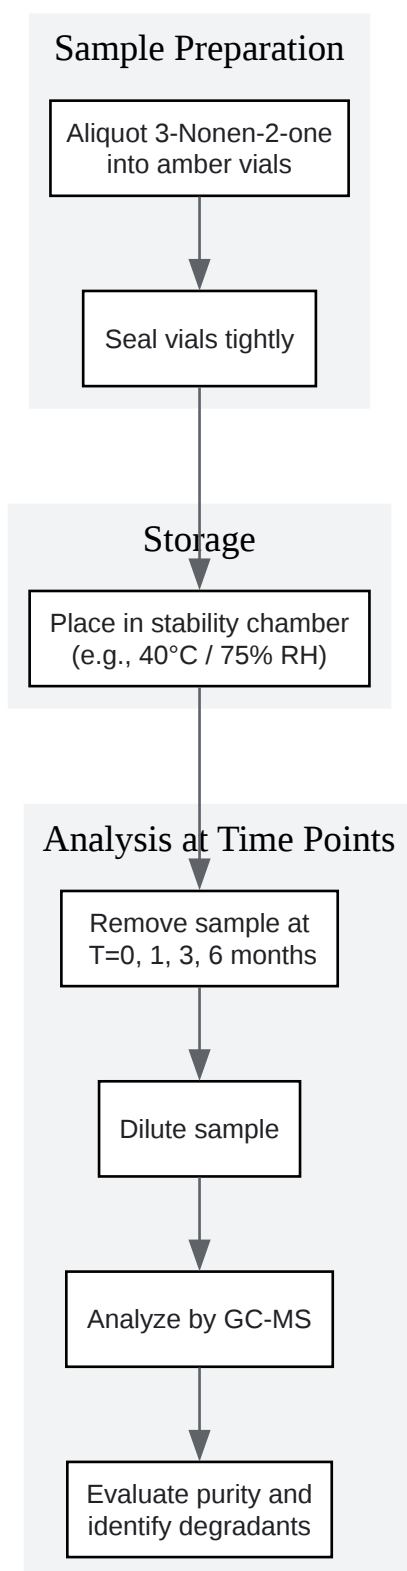 Sample Preparation
Aliquot 3-Nonen-2-one
into amber vials
Seal vials tightly
Storage
Place in stability chamber
(e.g., 40°C / 75% RH)
Analysis at Time Points
Remove sample at
T=0, 1, 3, 6 months
Dilute sample
Analyze by GC-MS
Evaluate purity and
identify degradants